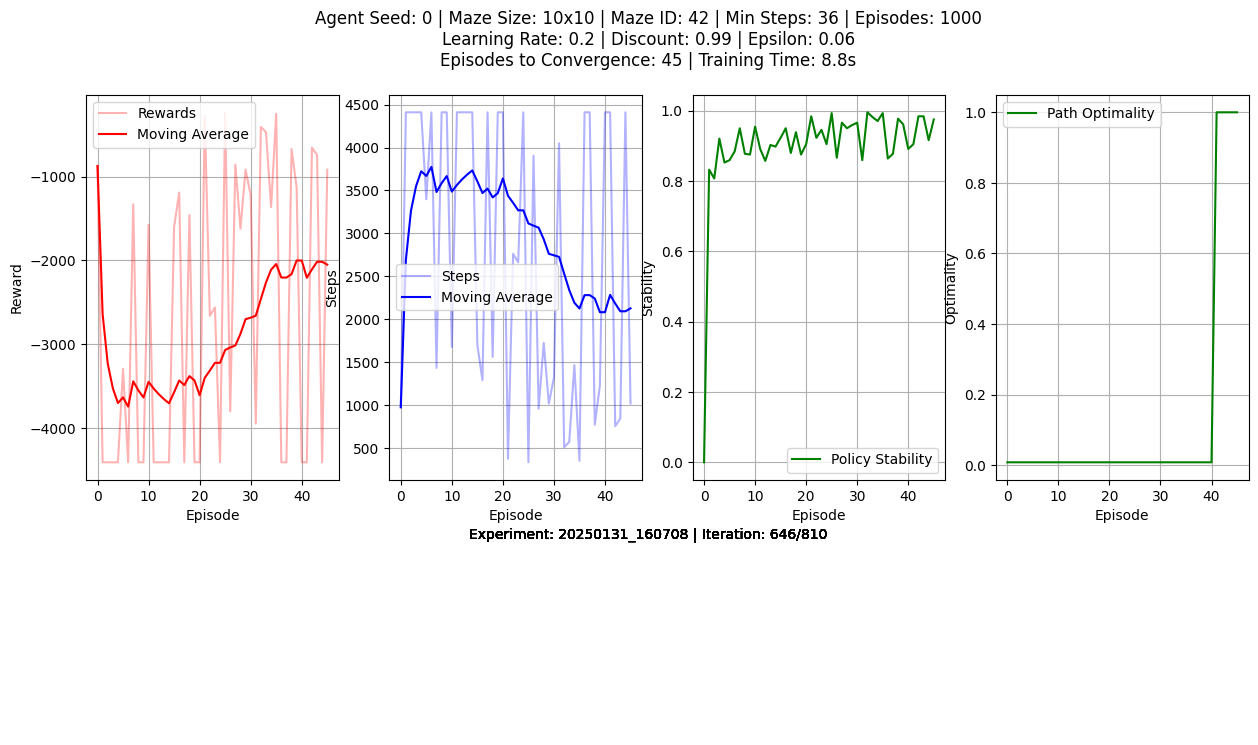 Agent Seed: 0 | Maze Size: 10x10 | Maze ID: 42 | Min Steps: 36 | Episodes: 1000
Learning Rate: 0.2 | Discount: 0.99 | Epsilon: 0.06
Episodes to Convergence: 45 | Training Time: 8.8s
Reward
−1000
−2000
−3000
−4000
Rewards
Moving Average
0
10
20
30
40
Episode
Steps
4500
4000
3500
3000
2500
2000
1500
1000
500
Steps
Moving Average
0
10
20
30
40
Episode
Stability
1.0
0.8
0.6
0.4
0.2
0.0
Policy Stability
0
10
20
30
40
Episode
Optimality
1.0
0.8
0.6
0.4
0.2
0.0
Path Optimality
0
10
20
30
40
Episode
Experiment: 20250131_160708 | Iteration: 646/810